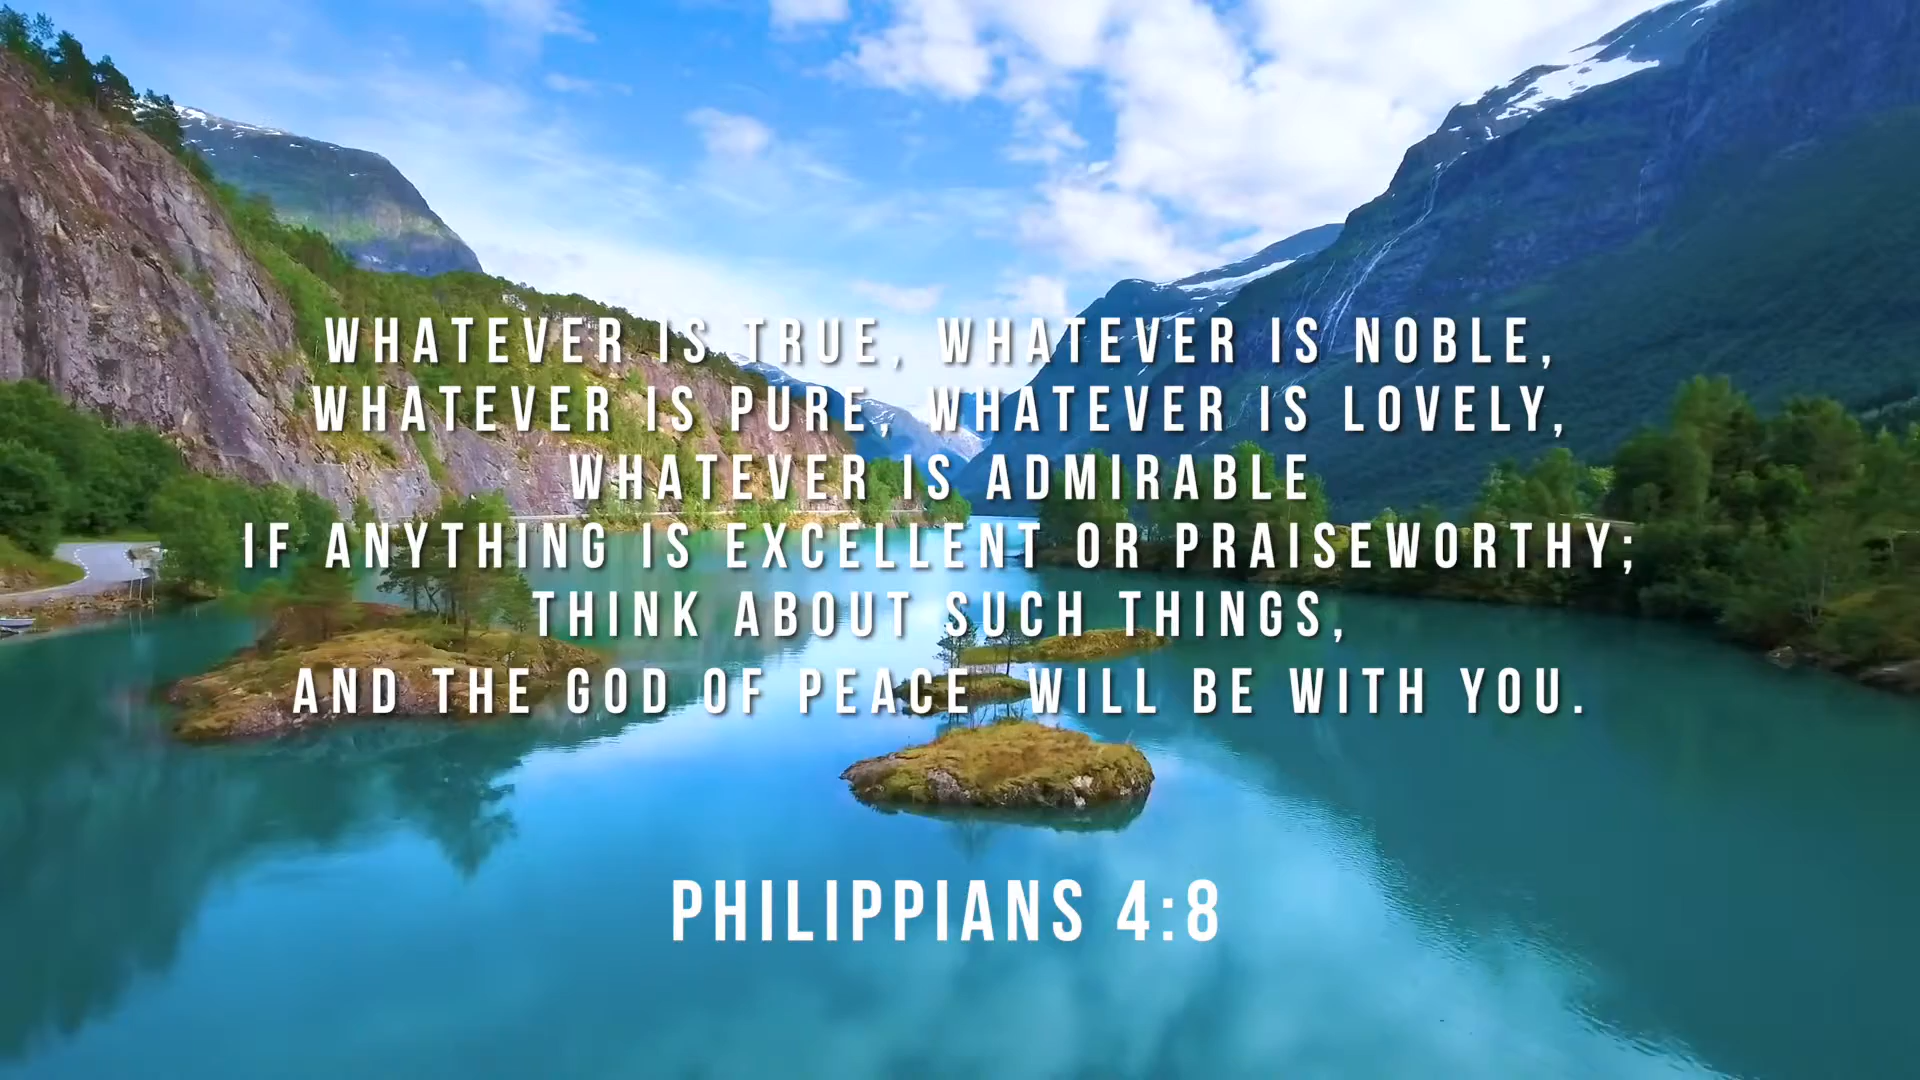 WHATEVER IS TRUE, WHATEVER IS NOBLE,
WHATEVER IS PURE, WHATEVER IS LOVELY,
WHATEVER IS ADMIRABLE
IF ANYTHING IS EXCELLENT OR PRAISEWORTHY;
THINK ABOUT SUCH THINGS,
AND THE GOD OF PEACE WILL BE WITH YOU.
PHILIPPIANS 4:8